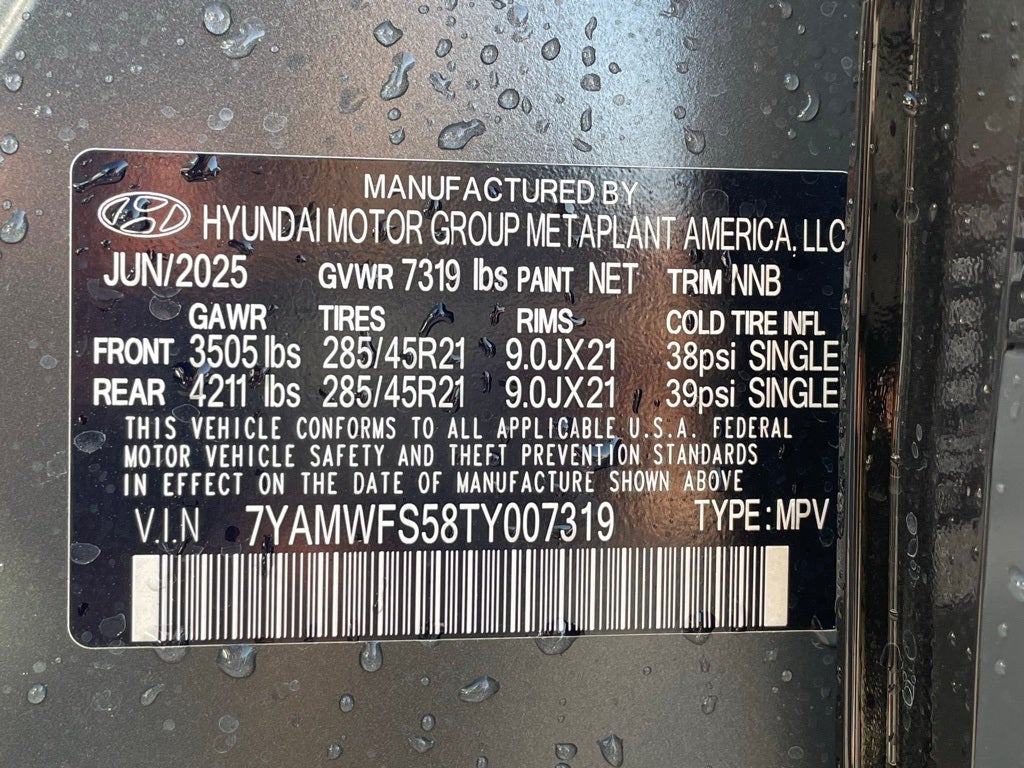 MANUFACTURED BY
HYUNDAI MOTOR GROUP METAPLANT AMERICA, LLC
JUN/2025 GVWR 7319 lbs PAINT NET TRIM NNB
GAWR TIRES RIMS COLD TIRE INFL
FRONT 3505 lbs 285/45R21 9.0JX21 38psi SINGLE
REAR 4211 lbs 285/45R21 9.0JX21 39psi SINGLE
THIS VEHICLE CONFORMS TO ALL APPLICABLE U.S.A. FEDERAL
MOTOR VEHICLE SAFETY AND THEFT PREVENTION STANDARDS
IN EFFECT ON THE DATE OF MANUFACTURE SHOWN ABOVE
V.I.N 7YAMWFS58TY007319 TYPE:MPV